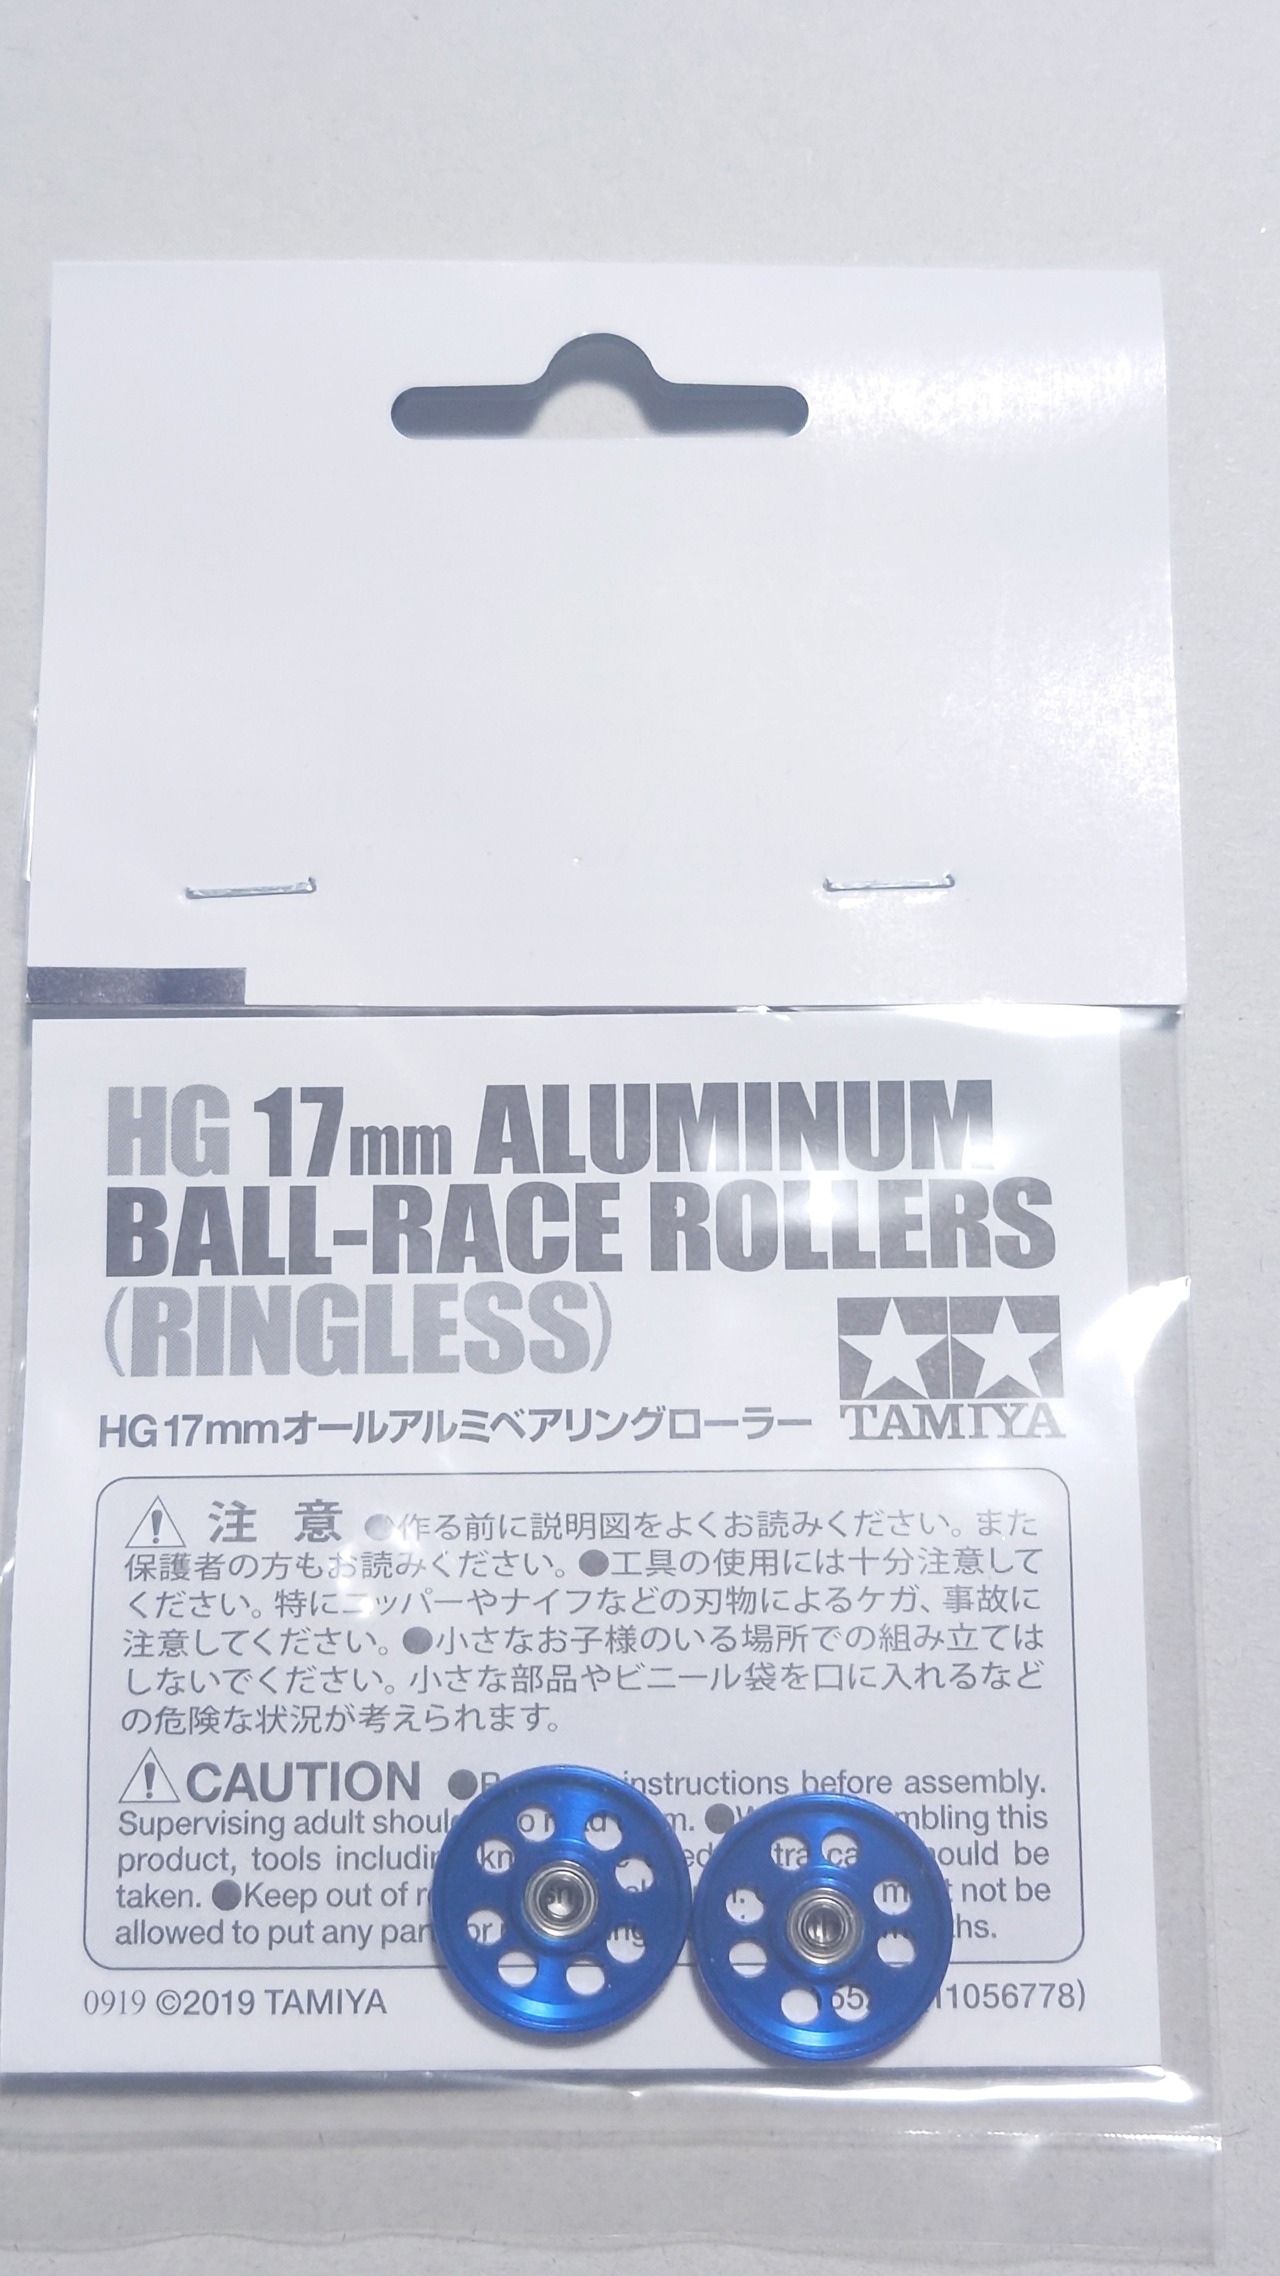 HG 17mm ALUMINUM
BALL-RACE ROLLERS
(RINGLESS)
HG17mmオールアルミベアリングローラー
TAMIYA
注意 ●作る前に説明図をよくお読みください。また
保護者の方もお読みください。●工具の使用には十分注意して
ください。特にニッパーやナイフなどの刃物によるケガ、事故に
注意してください。●小さなお子様のいる場所での組み立ては
しないでください。小さな部品やビニール袋を口に入れるなど
の危険な状況が考えられます。
CAUTION ● instructions before assembly.
Supervising adult m. ● this
product, tools be
taken. ●Keep out of not be
allowed to put any
0919 ©2019 TAMIYA 11056778)